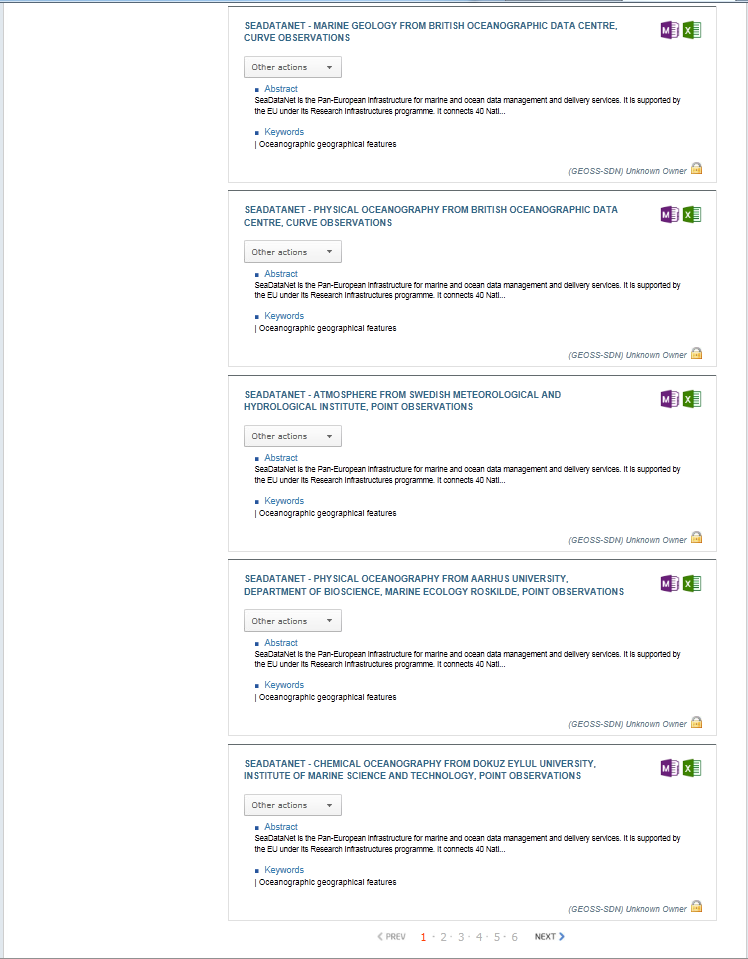 SEADATANET - MARINE GEOLOGY FROM BRITISH OCEANOGRAPHIC DATA CENTRE,
CURVE OBSERVATIONS
M X
Other actions
Abstract
SeaDataNet is the Pan-European infrastructure for marine and ocean data management and delivery services. It is supported by
the EU under its Research Infrastructures programme. It connects 40 Nati...
Keywords
| Oceanographic geographical features
(GEOSS-SDN) Unknown Owner
SEADATANET - PHYSICAL OCEANOGRAPHY FROM BRITISH OCEANOGRAPHIC DATA
CENTRE, CURVE OBSERVATIONS
M X
Other actions
Abstract
SeaDataNet is the Pan-European infrastructure for marine and ocean data management and delivery services. It is supported by
the EU under its Research Infrastructures programme. It connects 40 Nati...
Keywords
| Oceanographic geographical features
(GEOSS-SDN) Unknown Owner
SEADATANET - ATMOSPHERE FROM SWEDISH METEOROLOGICAL AND
HYDROLOGICAL INSTITUTE, POINT OBSERVATIONS
M X
Other actions
Abstract
SeaDataNet is the Pan-European infrastructure for marine and ocean data management and delivery services. It is supported by
the EU under its Research Infrastructures programme. It connects 40 Nati...
Keywords
| Oceanographic geographical features
(GEOSS-SDN) Unknown Owner
SEADATANET - PHYSICAL OCEANOGRAPHY FROM AARHUS UNIVERSITY,
DEPARTMENT OF BIOSCIENCE, MARINE ECOLOGY ROSKILDE, POINT OBSERVATIONS
M X
Other actions
Abstract
SeaDataNet is the Pan-European infrastructure for marine and ocean data management and delivery services. It is supported by
the EU under its Research Infrastructures programme. It connects 40 Nati...
Keywords
| Oceanographic geographical features
(GEOSS-SDN) Unknown Owner
SEADATANET - CHEMICAL OCEANOGRAPHY FROM DOKUZ EYLUL UNIVERSITY,
INSTITUTE OF MARINE SCIENCE AND TECHNOLOGY, POINT OBSERVATIONS
M X
Other actions
Abstract
SeaDataNet is the Pan-European infrastructure for marine and ocean data management and delivery services. It is supported by
the EU under its Research Infrastructures programme. It connects 40 Nati...
Keywords
| Oceanographic geographical features
(GEOSS-SDN) Unknown Owner
PREV 1 · 2 · 3 · 4 · 5 · 6 NEXT